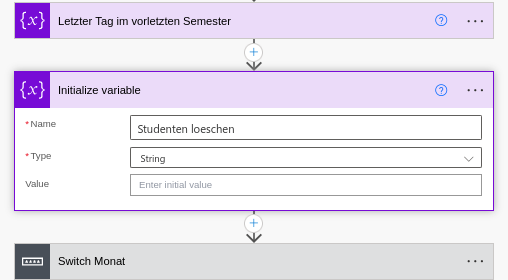 {x} Letzter Tag im vorletzten Semester ? ...
+
{x} Initialize variable ? ...
* Name Studenten loeschen
* Type String
Value Enter initial value
+
Switch Monat ...